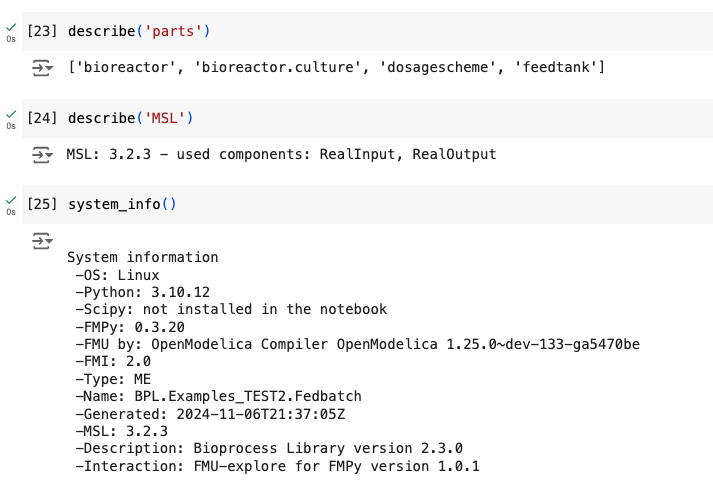 [23] describe('parts')
0s
['bioreactor', 'bioreactor.culture', 'dosagescheme', 'feedtank']
[24] describe('MSL')
0s
MSL: 3.2.3 – used components: RealInput, RealOutput
[25] system_info()
0s
System information
-OS: Linux
-Python: 3.10.12
-Scipy: not installed in the notebook
-FMPy: 0.3.20
-FMU by: OpenModelica Compiler OpenModelica 1.25.0~dev-133-ga5470be
-FMI: 2.0
-Type: ME
-Name: BPL.Examples_TEST2.Fedbatch
-Generated: 2024-11-06T21:37:05Z
-MSL: 3.2.3
-Description: Bioprocess Library version 2.3.0
-Interaction: FMU-explore for FMPy version 1.0.1